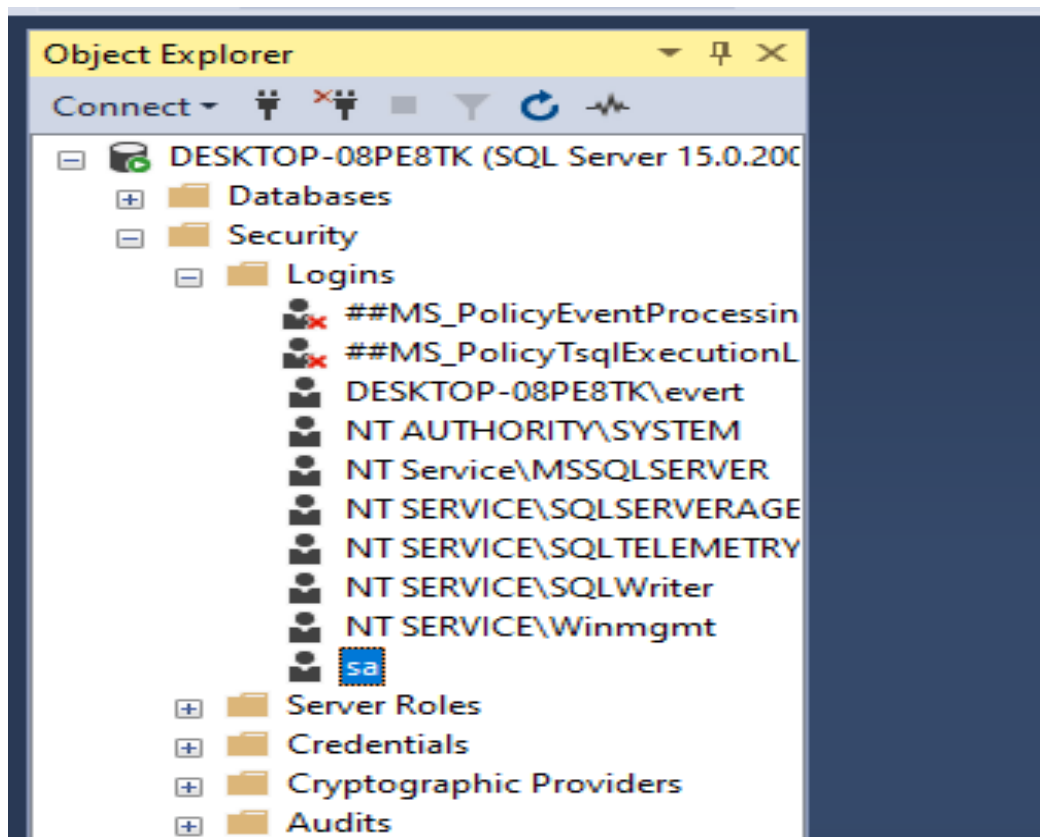 Object Explorer
Connect
DESKTOP-08PE8TK (SQL Server 15.0.200
Databases
Security
Logins
##MS_PolicyEventProcessin
##MS_PolicyTsqlExecutionL
DESKTOP-08PE8TK\evert
NT AUTHORITY\SYSTEM
NT Service\MSSQLSERVER
NT SERVICE\SQLSERVERAGE
NT SERVICE\SQLTELEMETRY
NT SERVICE\SQLWriter
NT SERVICE\Winmgmt
sa
Server Roles
Credentials
Cryptographic Providers
Audits